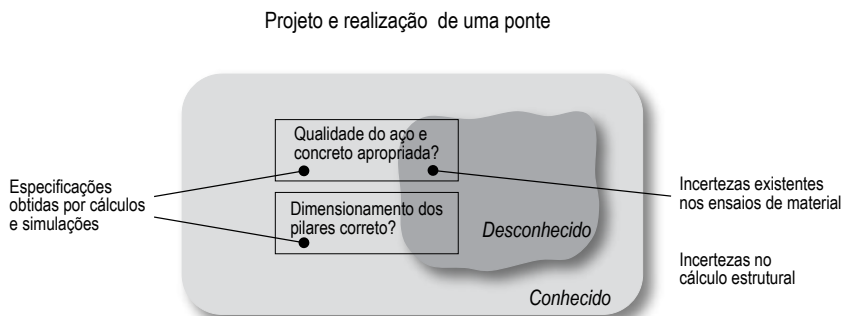 Projeto e realização de uma ponte
Qualidade do aço e
concreto apropriada?
Especificações
obtidas por cálculos
e simulações
Dimensionamento dos
pilares correto?
Desconhecido
Conhecido
Incertezas existentes
nos ensaios de material
Incertezas no
cálculo estrutural